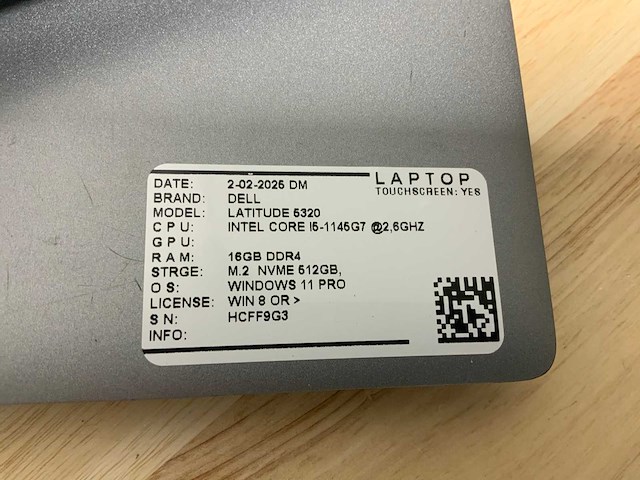 LAPTOP
TOUCHSCREEN: YES
DATE: 2-02-2025 DM
BRAND: DELL
MODEL: LATITUDE 5320
CPU: INTEL CORE I5-1145G7 @2,6GHZ
GPU:
RAM: 16GB DDR4
STRGE: M.2 NVME 512GB,
OS: WINDOWS 11 PRO
LICENSE: WIN 8 OR >
SN: HCFF9G3
INFO: